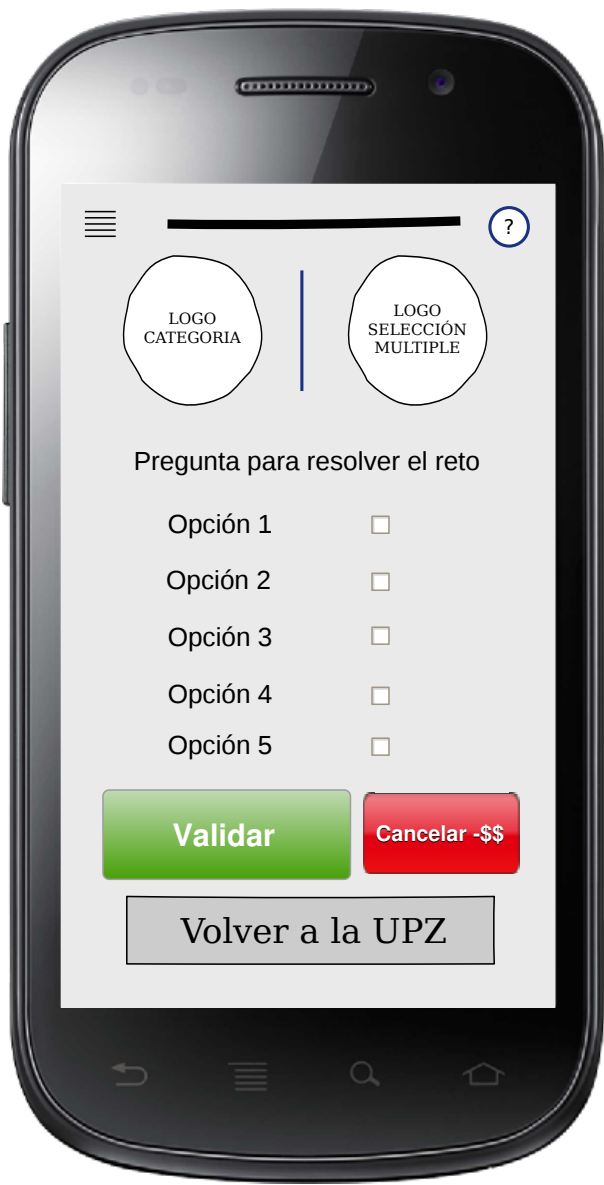 ?
LOGO
CATEGORIA
LOGO
SELECCIÓN
MULTIPLE
Pregunta para resolver el reto
Opción 1
Opción 2
Opción 3
Opción 4
Opción 5
Validar
Cancelar -$$
Volver a la UPZ